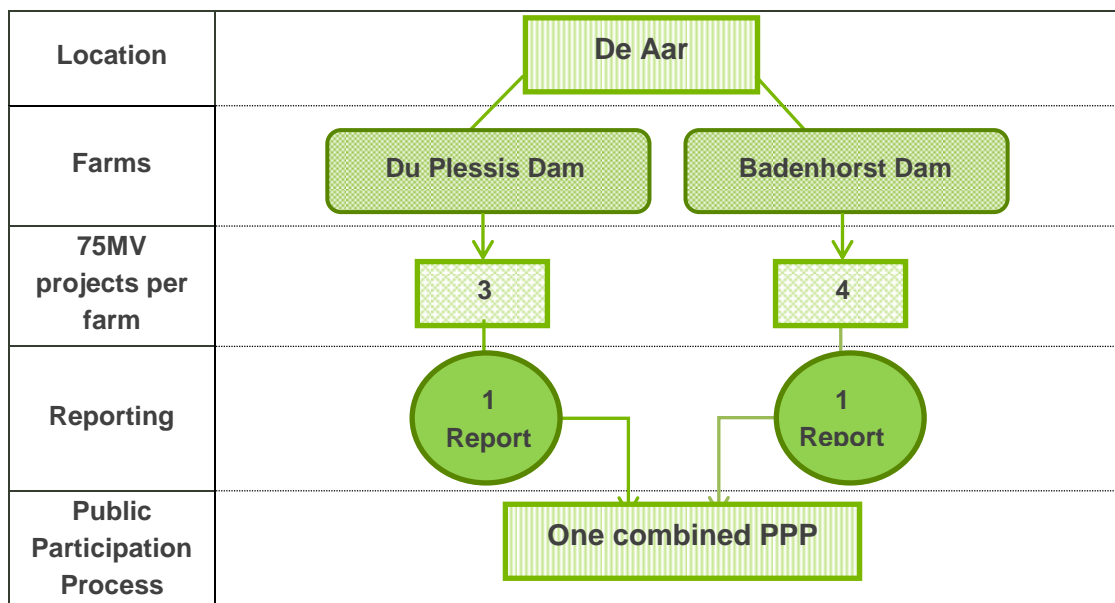 Location
De Aar
Farms
Du Plessis Dam
Badenhorst Dam
75MV
projects per
farm
3
4
Reporting
1
Report
1
Report
Public
Participation
Process
One combined PPP